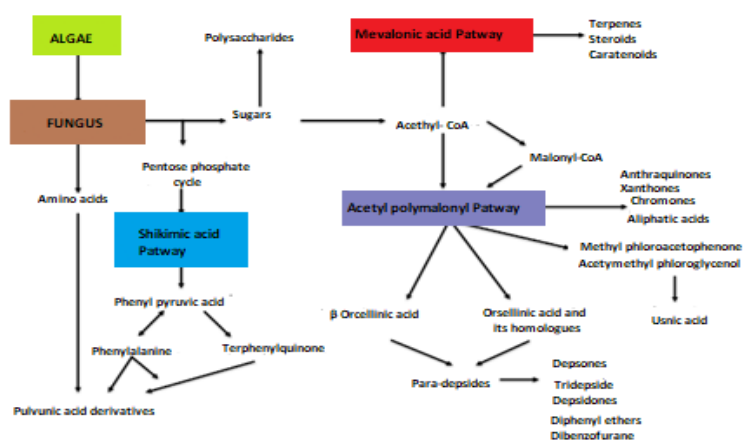 ALGAE
Polysaccharides
Mevalonic acid Patway
Terpenes
Steroids
Caratenoids
FUNGUS
Sugars
Acethyl- CoA
Pentose phosphate
cycle
Malonyl-CoA
Amino acids
Shikimic acid
Patway
Acetyl polymalonyl Patway
Anthraquinones
Xanthones
Chromones
Aliphatic acids
Methyl phloroacetophenone
Acetymethyl phloroglycenol
Phenyl pyruvic acid
β Orcellinic acid
Orsellinic acid and
its homologues
Usnic acid
Phenylalanine
Terphenylquinone
Para-depsides
Depsones
Tridepside
Depsidones
Diphenyl ethers
Dibenzofurane
Pulvunic acid derivatives